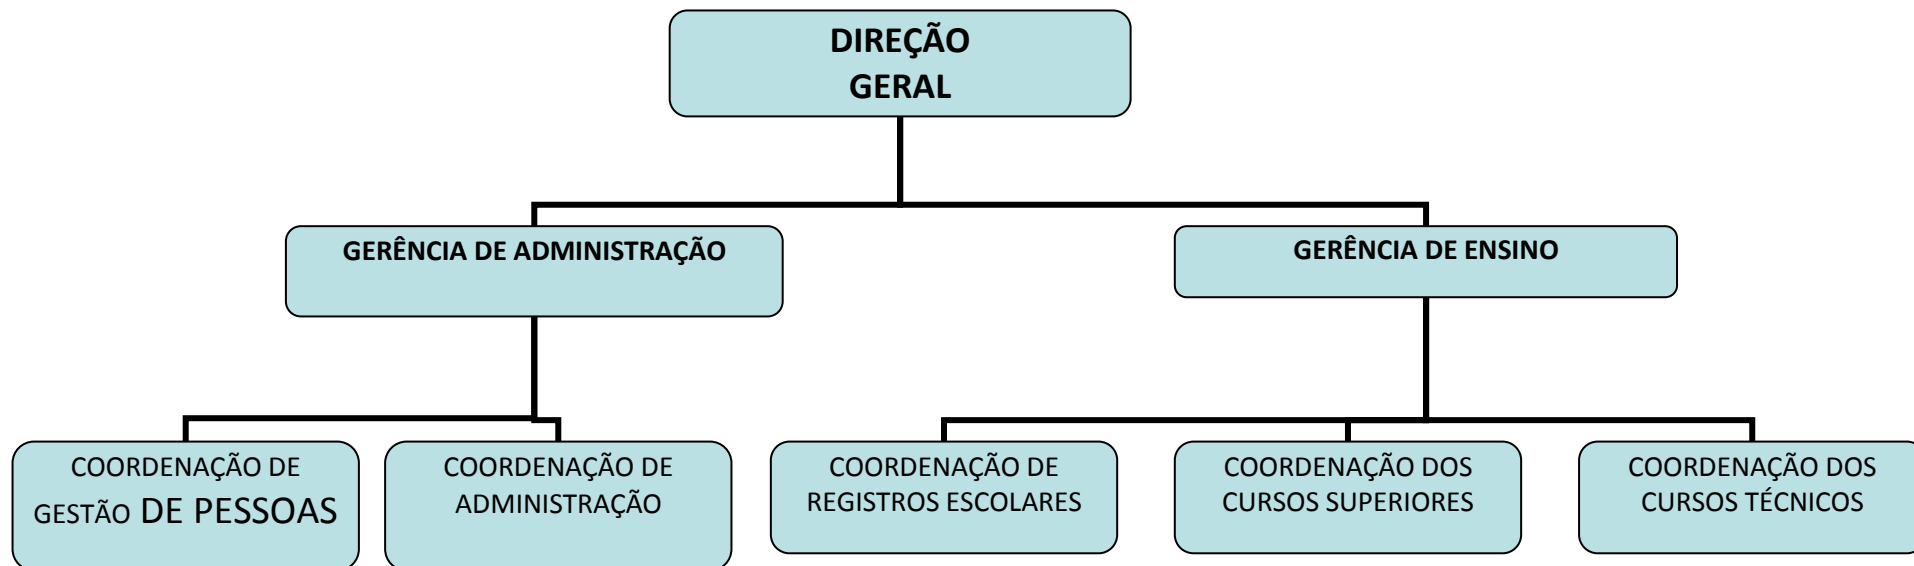 DIREÇÃO
GERAL
GERÊNCIA DE ADMINISTRAÇÃO
GERÊNCIA DE ENSINO
COORDENAÇÃO DE
GESTÃO DE PESSOAS
COORDENAÇÃO DE
ADMINISTRAÇÃO
COORDENAÇÃO DE
REGISTROS ESCOLARES
COORDENAÇÃO DOS
CURSOS SUPERIORES
COORDENAÇÃO DOS
CURSOS TÉCNICOS